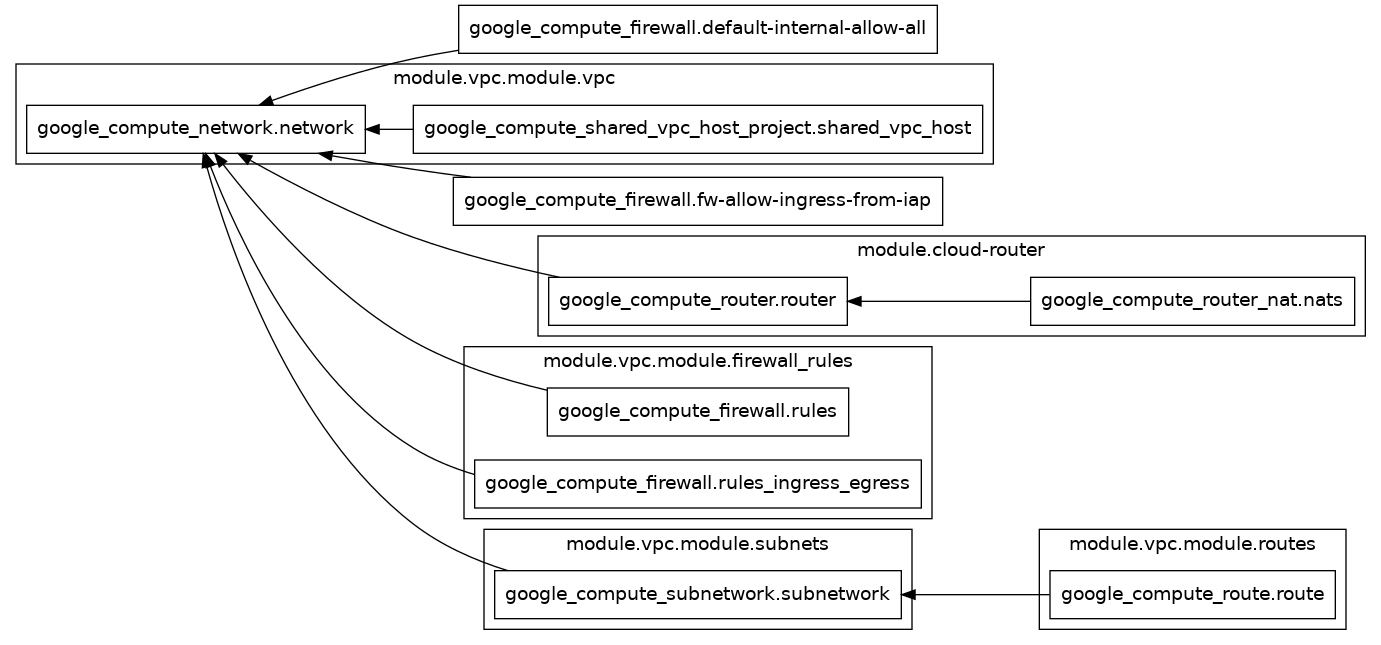 google_compute_firewall.default-internal-allow-all
module.vpc.module.vpc
google_compute_network.network
google_compute_shared_vpc_host_project.shared_vpc_host
google_compute_firewall.fw-allow-ingress-from-iap
module.cloud-router
google_compute_router.router
google_compute_router_nat.nats
module.vpc.module.firewall_rules
google_compute_firewall.rules
google_compute_firewall.rules_ingress_egress
module.vpc.module.subnets
google_compute_subnetwork.subnetwork
module.vpc.module.routes
google_compute_route.route